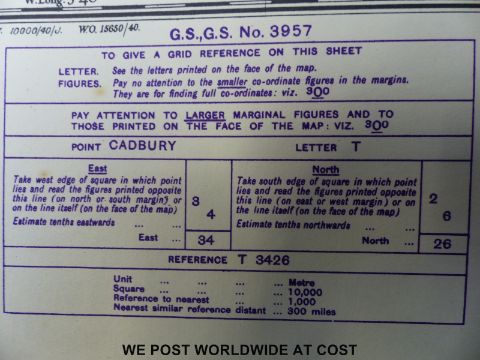 W.Long. 3°40'
10000/40/J. W.O. 15650/40.
G.S.,G.S. No. 3957
TO GIVE A GRID REFERENCE ON THIS SHEET
LETTER. See the letters printed on the face of the map.
FIGURES. Pay no attention to the smaller co-ordinate figures in the margins.
They are for finding full co-ordinates: viz. 300
PAY ATTENTION TO LARGER MARGINAL FIGURES AND TO
THOSE PRINTED ON THE FACE OF THE MAP: VIZ. 300
POINT CADBURY LETTER T
East
Take west edge of square in which point
lies and read the figures printed opposite
this line (on north or south margin) or
on the line itself (on the face of the map) 3
Estimate tenths eastwards ... ... 4
East ... 34
North
Take south edge of square in which point
lies and read the figures printed opposite
this line (on east or west margin) or on
the line itself (on the face of the map) 2
Estimate tenths northwards ... ... 6
North ... 26
REFERENCE T 3426
Unit ... ... ... ... Metre
Square ... ... ... ... 10,000
Reference to nearest ... ... 1,000
Nearest similar reference distant ... 300 miles
WE POST WORLDWIDE AT COST